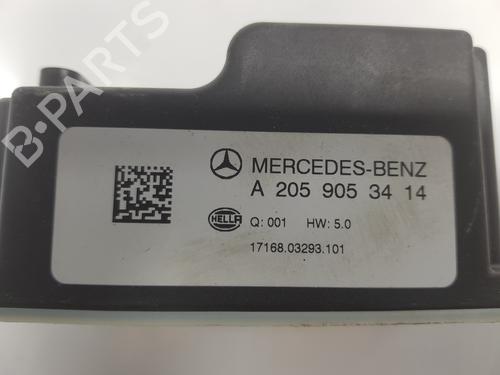 B-PARTS
MERCEDES-BENZ
A 205 905 34 14
HELLA Q: 001 HW: 5.0
17168.03293.101